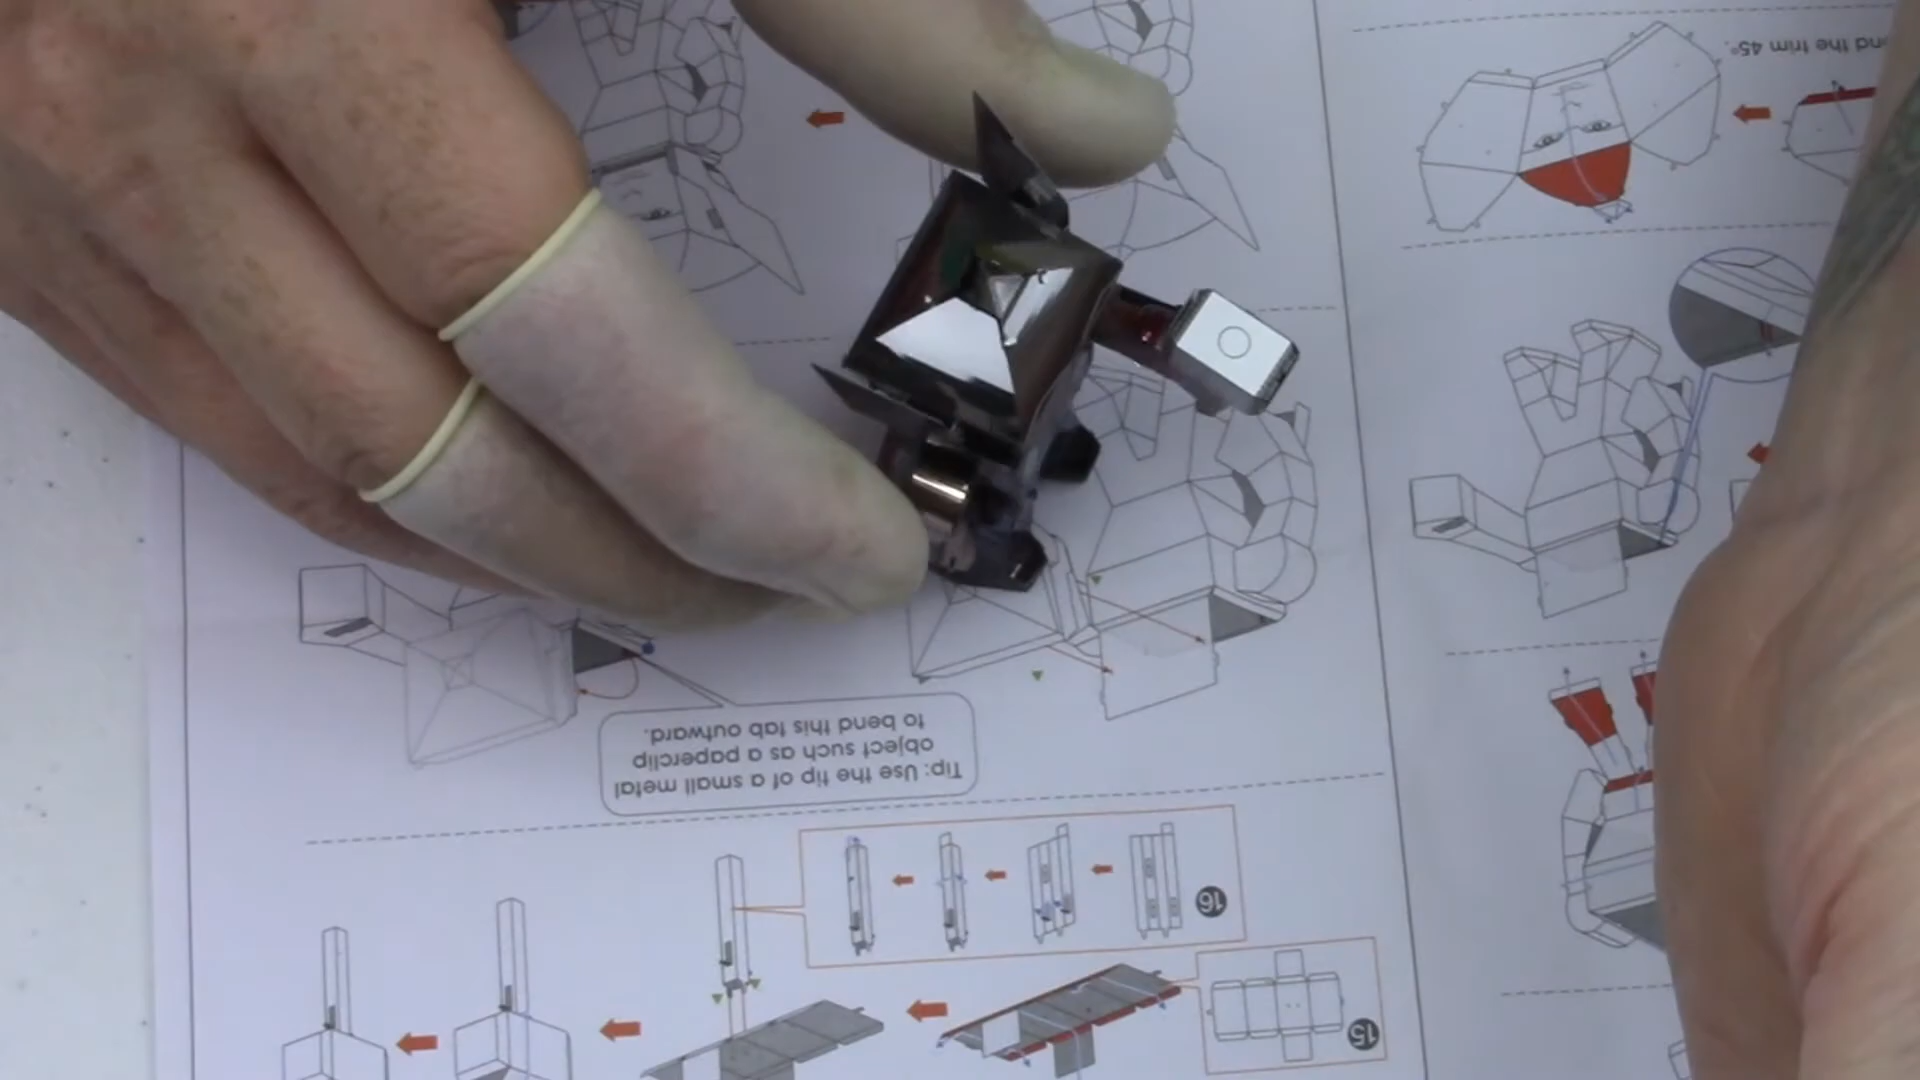 nd the trim 45°.
Tip: Use the tip of a small metal
object such as a paperclip
to bend this tab outward.
16
15